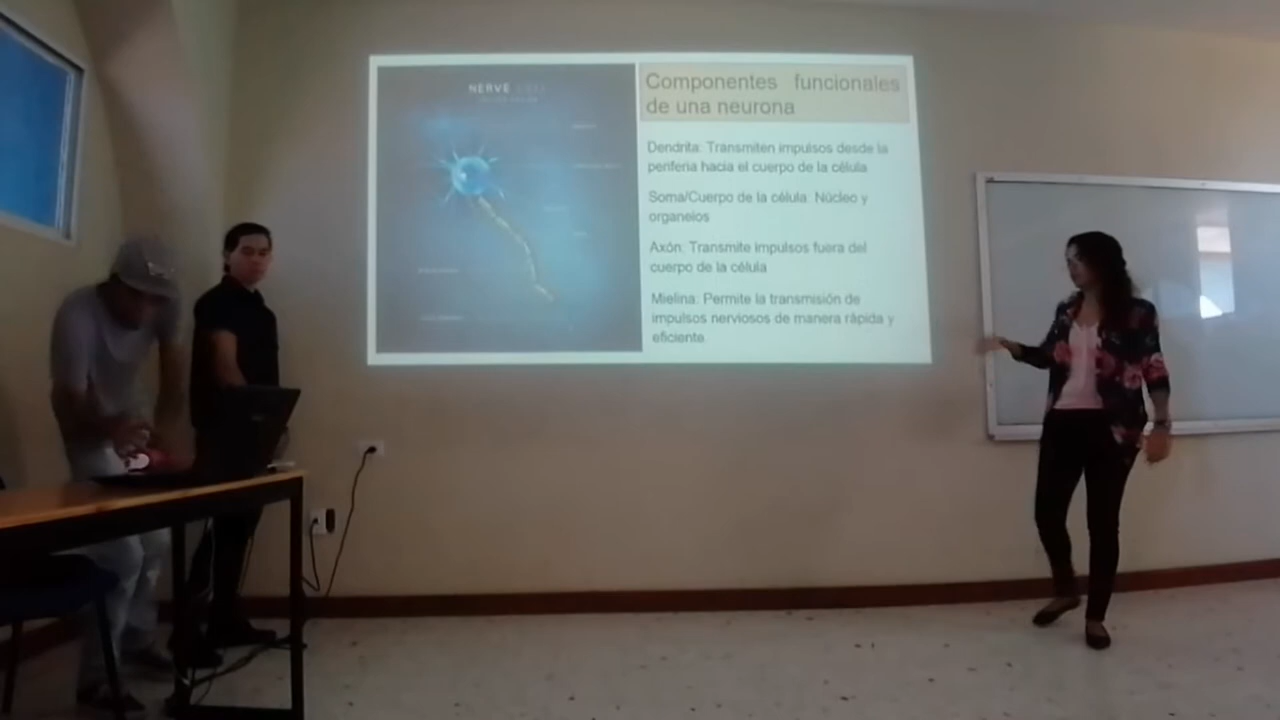 NERVE CELL
Componentes funcionales
de una neurona
Dendrita: Transmiten impulsos desde la
periferia hacia el cuerpo de la célula
Soma/Cuerpo de la célula: Núcleo y
organelos
Axón: Transmite impulsos fuera del
cuerpo de la célula
Mielina: Permite la transmisión de
impulsos nerviosos de manera rápida y
eficiente.